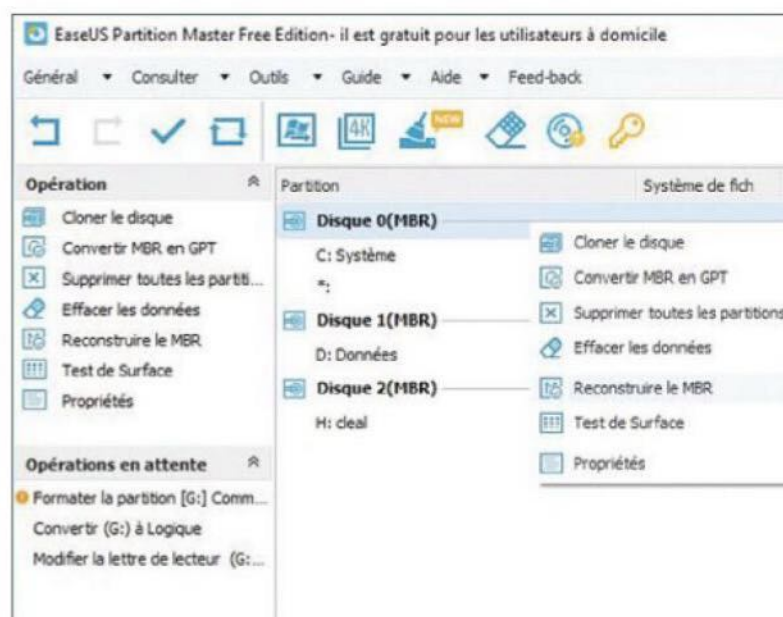 EaseUS Partition Master Free Edition- il est gratuit pour les utilisateurs à domicile
Général Consulter Outils Guide Aide Feed-back
4K NEW
Opération
Cloner le disque
Convertir MBR en GPT
Supprimer toutes les partiti...
Effacer les données
Reconstruire le MBR
Test de Surface
Propriétés
Opérations en attente
Formater la partition [G:] Comm...
Convertir (G:) à Logique
Modifier la lettre de lecteur (G:...
Partition Système de fich
Disque 0(MBR)
C: Système
*:
Disque 1(MBR)
D: Données
Disque 2(MBR)
H: cleal
Cloner le disque
Convertir MBR en GPT
Supprimer toutes les partitions
Effacer les données
Reconstruire le MBR
Test de Surface
Propriétés